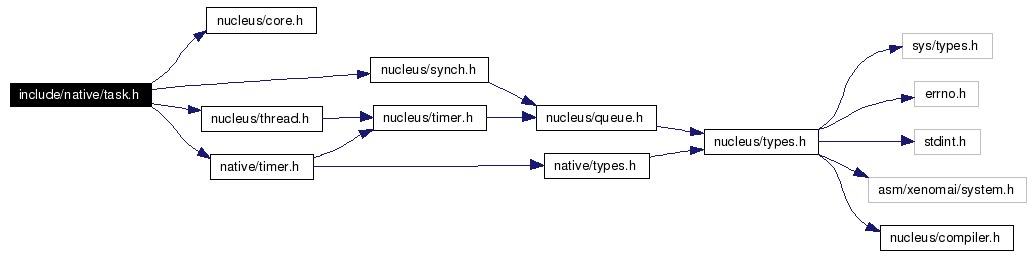 include/native/task.h
nucleus/core.h
nucleus/synch.h
nucleus/thread.h
native/timer.h
nucleus/timer.h
nucleus/queue.h
native/types.h
nucleus/types.h
sys/types.h
errno.h
stdint.h
asm/xenomai/system.h
nucleus/compiler.h